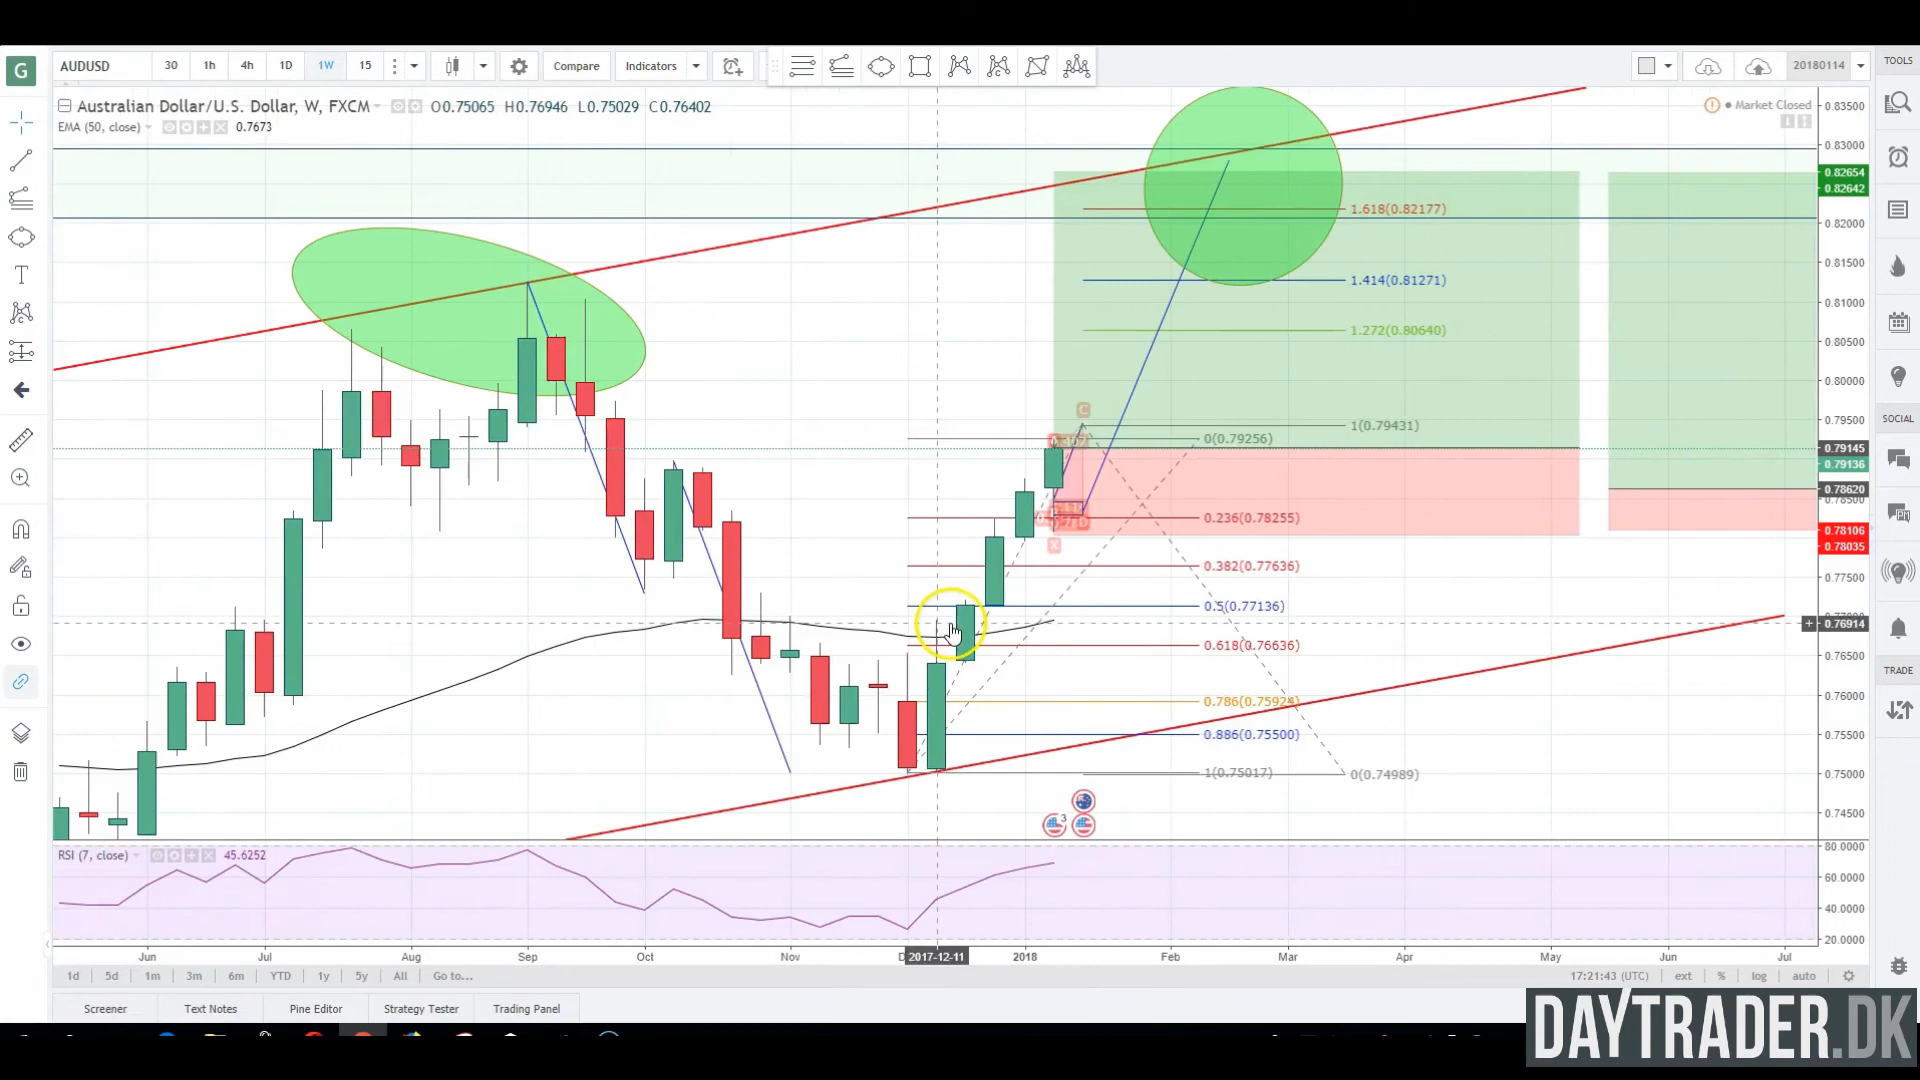 G
AUDUSD 30 1h 4h 1D 1W 15 Compare Indicators 20180114 TOOLS
Australian Dollar/U.S. Dollar, W, FXCM O0.75065 H0.76946 L0.75029 C0.76402
Market Closed
EMA (50, close) 0.7673
0.83500
0.83000
0.82654
0.82642
0.82000
0.81500
0.81000
0.80500
0.80000
0.79500
0.79145
0.79136
0.78620
0.78500
0.78106
0.78035
0.77500
0.76914
0.76500
0.76000
0.75500
0.75000
0.74500
1.618(0.82177)
1.414(0.81271)
1.272(0.80640)
C
1(0.79431)
0(0.79256)
0.236(0.78255)
X
0.382(0.77636)
0.5(0.77136)
0.618(0.76636)
0.786(0.75924)
0.886(0.75500)
1(0.75017)
0(0.74989)
3
SOCIAL
TRADE
RSI (7, close) 45.6252
80.0000
60.0000
40.0000
20.0000
Jun Jul Aug Sep Oct Nov 2017-12-11 2018 Feb Mar Apr May Jun Jul
1d 5d 1m 3m 6m YTD 1y 5y All Go to... 17:21:43 (UTC) ext % log auto
Screener Text Notes Pine Editor Strategy Tester Trading Panel
DAYTRADER.DK